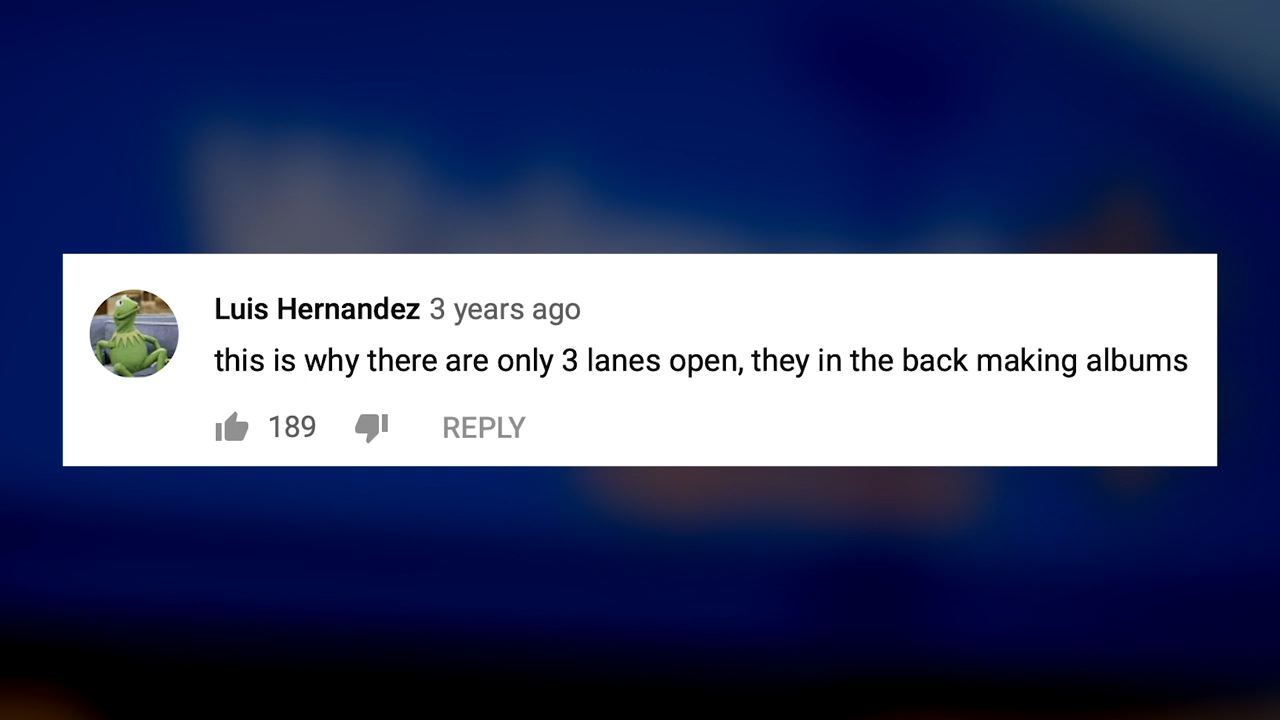 Luis Hernandez 3 years ago
this is why there are only 3 lanes open, they in the back making albums
189 REPLY